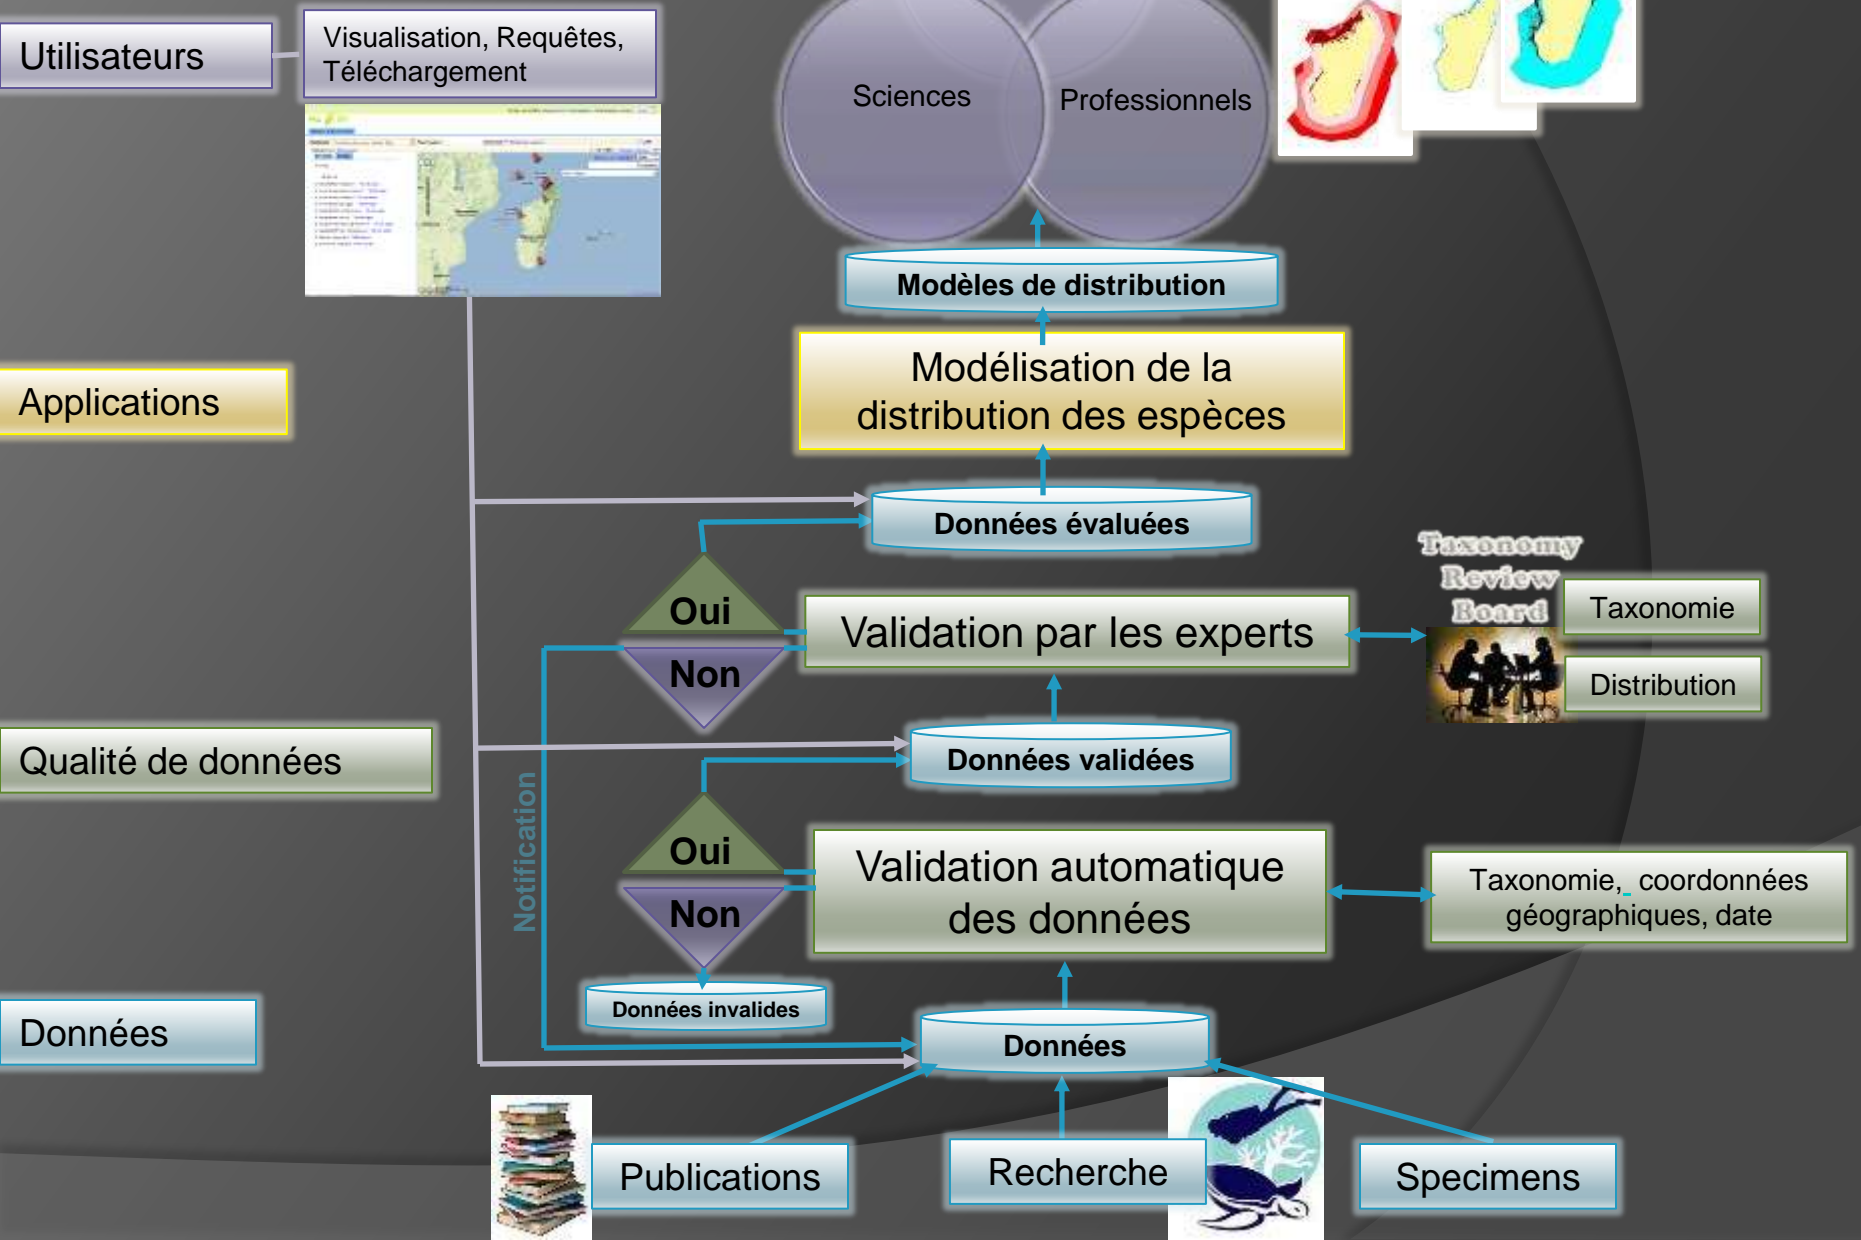 Utilisateurs
Visualisation, Requêtes,
Téléchargement
Sciences
Professionnels
Modèles de distribution
Modélisation de la
distribution des espèces
Applications
Données évaluées
Taxonomy
Review
Board
Oui
Validation par les experts
Taxonomie
Non
Distribution
Qualité de données
Données validées
Notification
Oui
Validation automatique
des données
Non
Taxonomie, coordonnées
géographiques, date
Données invalides
Données
Données
Publications
Recherche
Specimens